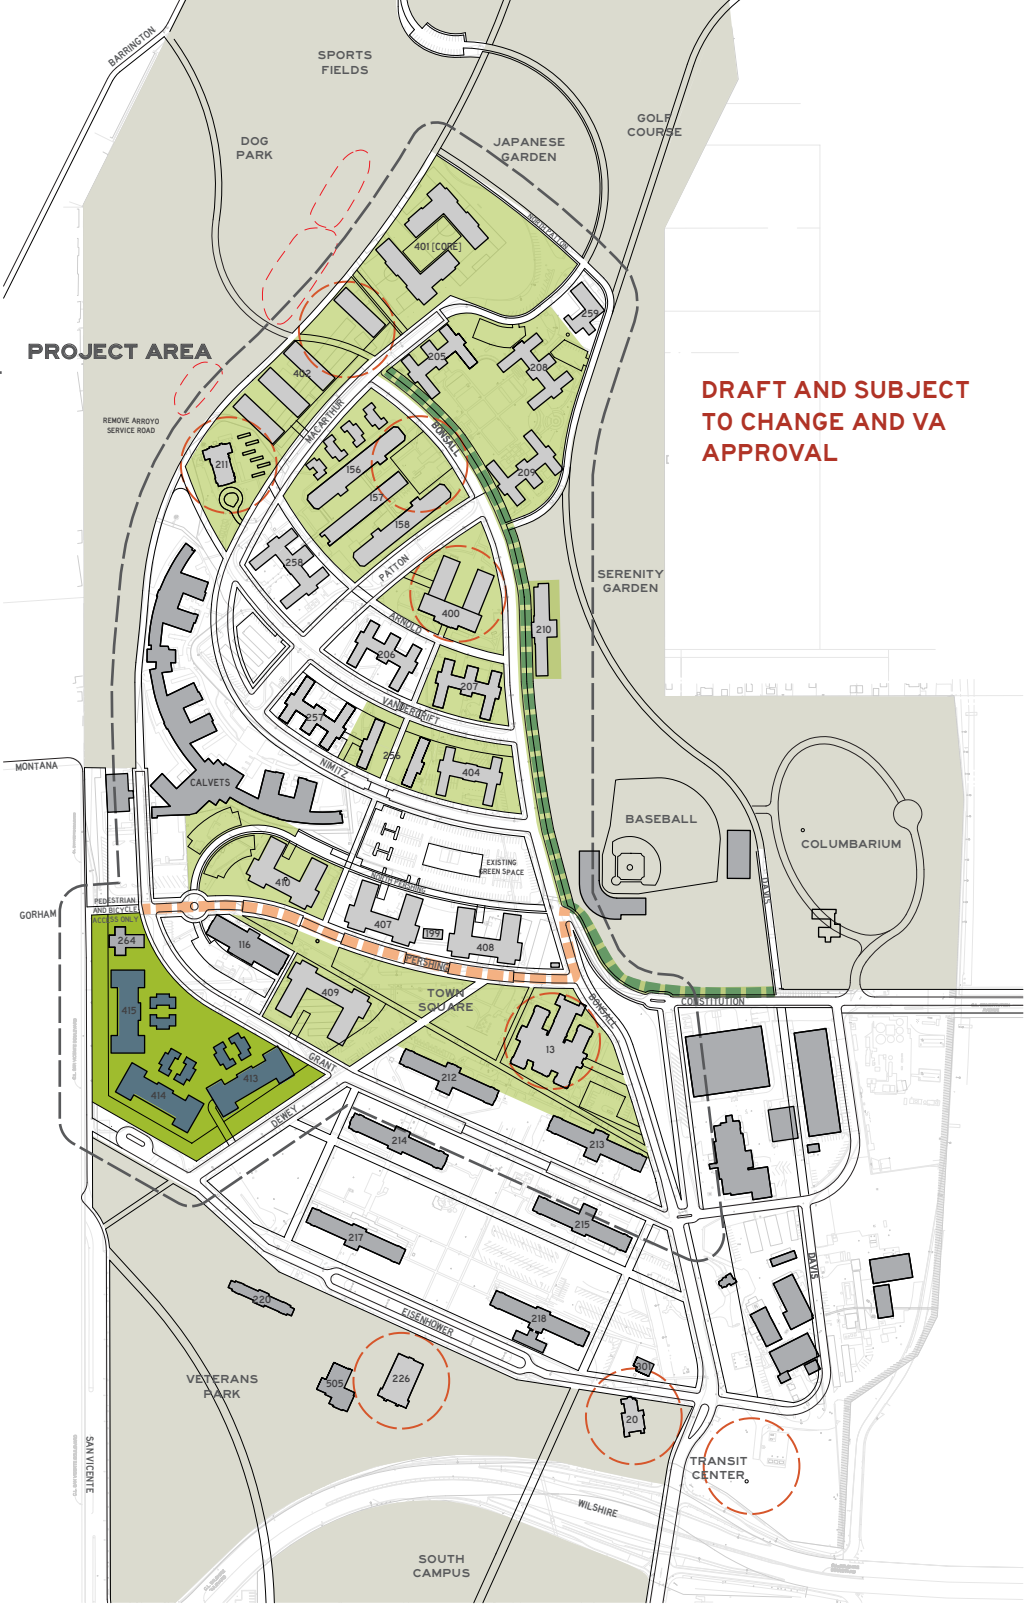 BARRINGTON
SPORTS
FIELDS
GOLF
COURSE
DOG
PARK
JAPANESE
GARDEN
NORTH PATTON
401 [CORE]
259
PROJECT AREA
205
208
402
DRAFT AND SUBJECT
TO CHANGE AND VA
APPROVAL
REMOVE ARROYO
SERVICE ROAD
MACARTHUR
BONSALL
211
156
157
158
209
PATTON
258
SERENITY
GARDEN
400
ARNOLD
210
206
207
VANDERGRIFT
257
256
404
NIMITZ
MONTANA
CALVETS
BASEBALL
COLUMBARIUM
EXISTING
GREEN SPACE
410
NORTH PERSHING
DAVIS
PEDESTRIAN
AND BICYCLE
ACCESS ONLY
GORHAM
407
199
408
264
116
PERSHING
409
TOWN
SQUARE
BONSALL
CONSTITUTION
415
13
GRANT
212
413
414
DEWEY
214
213
215
217
DAVIS
220
EISENHOWER
218
301
VETERANS
PARK
505
226
20
SAN VICENTE
TRANSIT
CENTER
WILSHIRE
SOUTH
CAMPUS